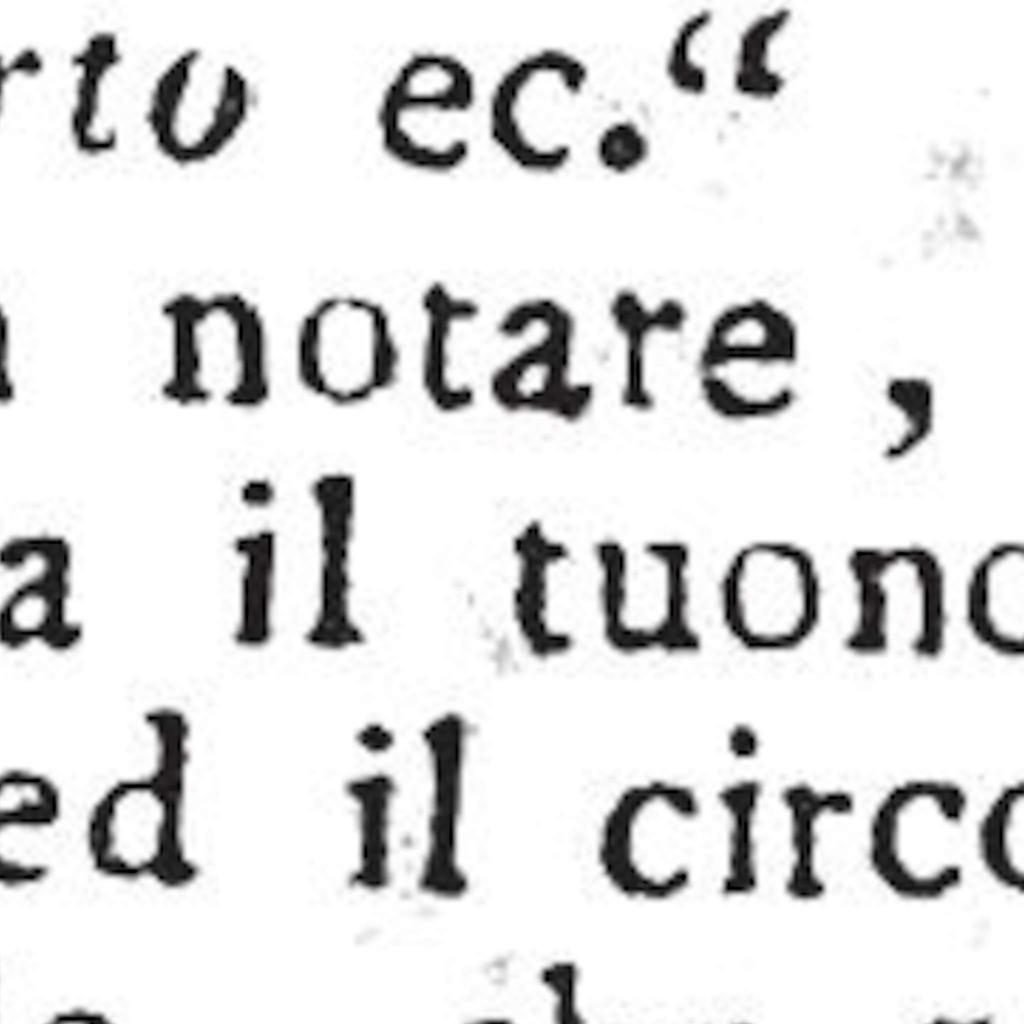 rto ec.“
notare,
a il tuono
ed il circo